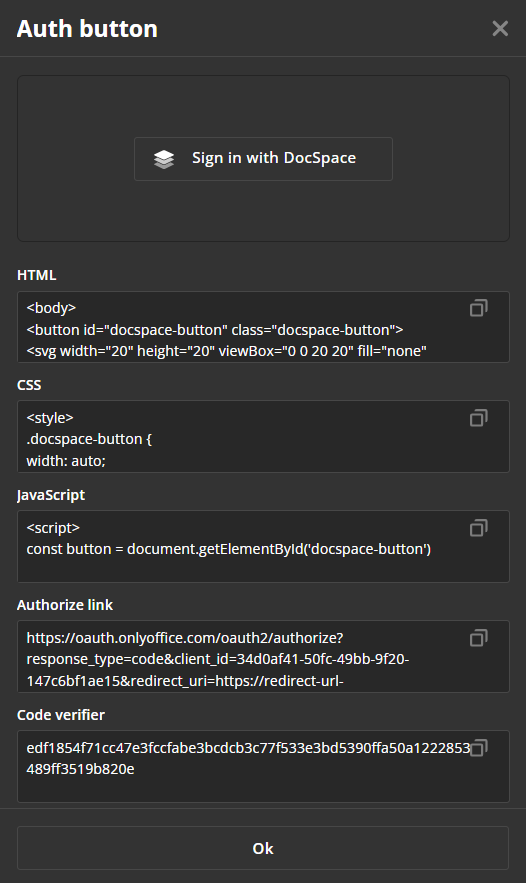 Auth button
Sign in with DocSpace
HTML
<body>
<button id="docspace-button" class="docspace-button">
<svg width="20" height="20" viewBox="0 0 20 20" fill="none"
CSS
<style>
.docspace-button {
width: auto;
JavaScript
<script>
const button = document.getElementById('docspace-button')
Authorize link
https://oauth.onlyoffice.com/oauth2/authorize?
response_type=code&client_id=34d0af41-50fc-49bb-9f20-
147c6bf1ae15&redirect_uri=https://redirect-url-
Code verifier
edf1854f71cc47e3fccfabe3bcdcb3c77f533e3bd5390ffa50a1222853
489ff3519b820e
Ok